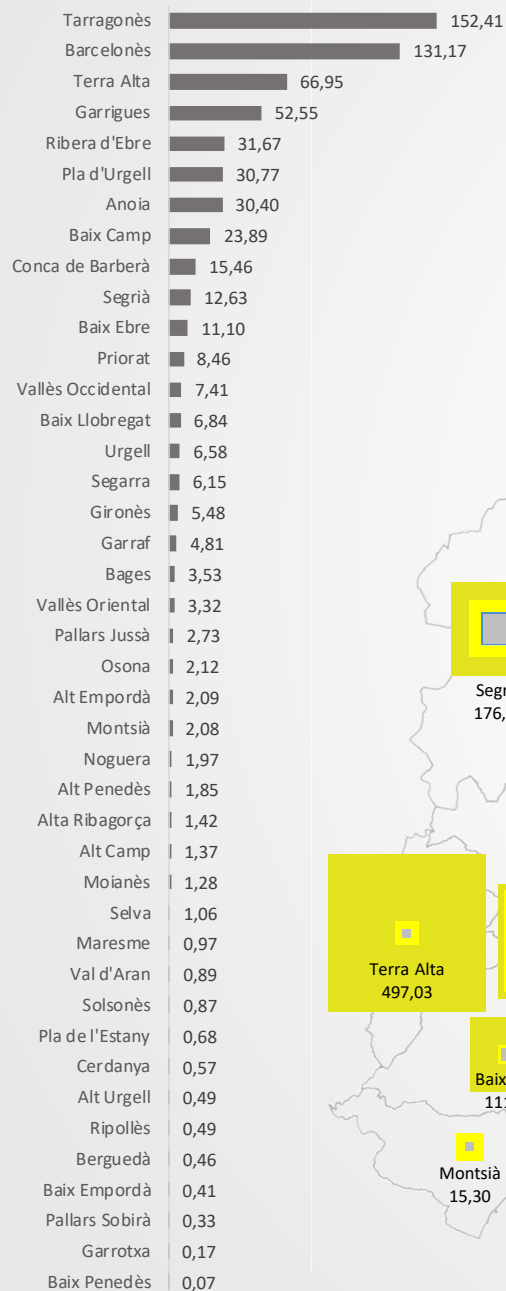 Tarragonès 152,41
Barcelonès 131,17
Terra Alta 66,95
Garrigues 52,55
Ribera d'Ebre 31,67
Pla d'Urgell 30,77
Anoia 30,40
Baix Camp 23,89
Conca de Barberà 15,46
Segrià 12,63
Baix Ebre 11,10
Priorat 8,46
Vallès Occidental 7,41
Baix Llobregat 6,84
Urgell 6,58
Segarra 6,15
Gironès 5,48
Garraf 4,81
Bages 3,53
Vallès Oriental 3,32
Pallars Jussà 2,73
Osona 2,12
Alt Empordà 2,09
Montsià 2,08
Noguera 1,97
Alt Penedès 1,85
Alta Ribagorça 1,42
Alt Camp 1,37
Moianès 1,28
Selva 1,06
Maresme 0,97
Val d'Aran 0,89
Solsonès 0,87
Pla de l'Estany 0,68
Cerdanya 0,57
Alt Urgell 0,49
Ripollès 0,49
Berguedà 0,46
Baix Empordà 0,41
Pallars Sobirà 0,33
Garrotxa 0,17
Baix Penedès 0,07
Segr
176,
Terra Alta
497,03
Baix
111
Montsià
15,30